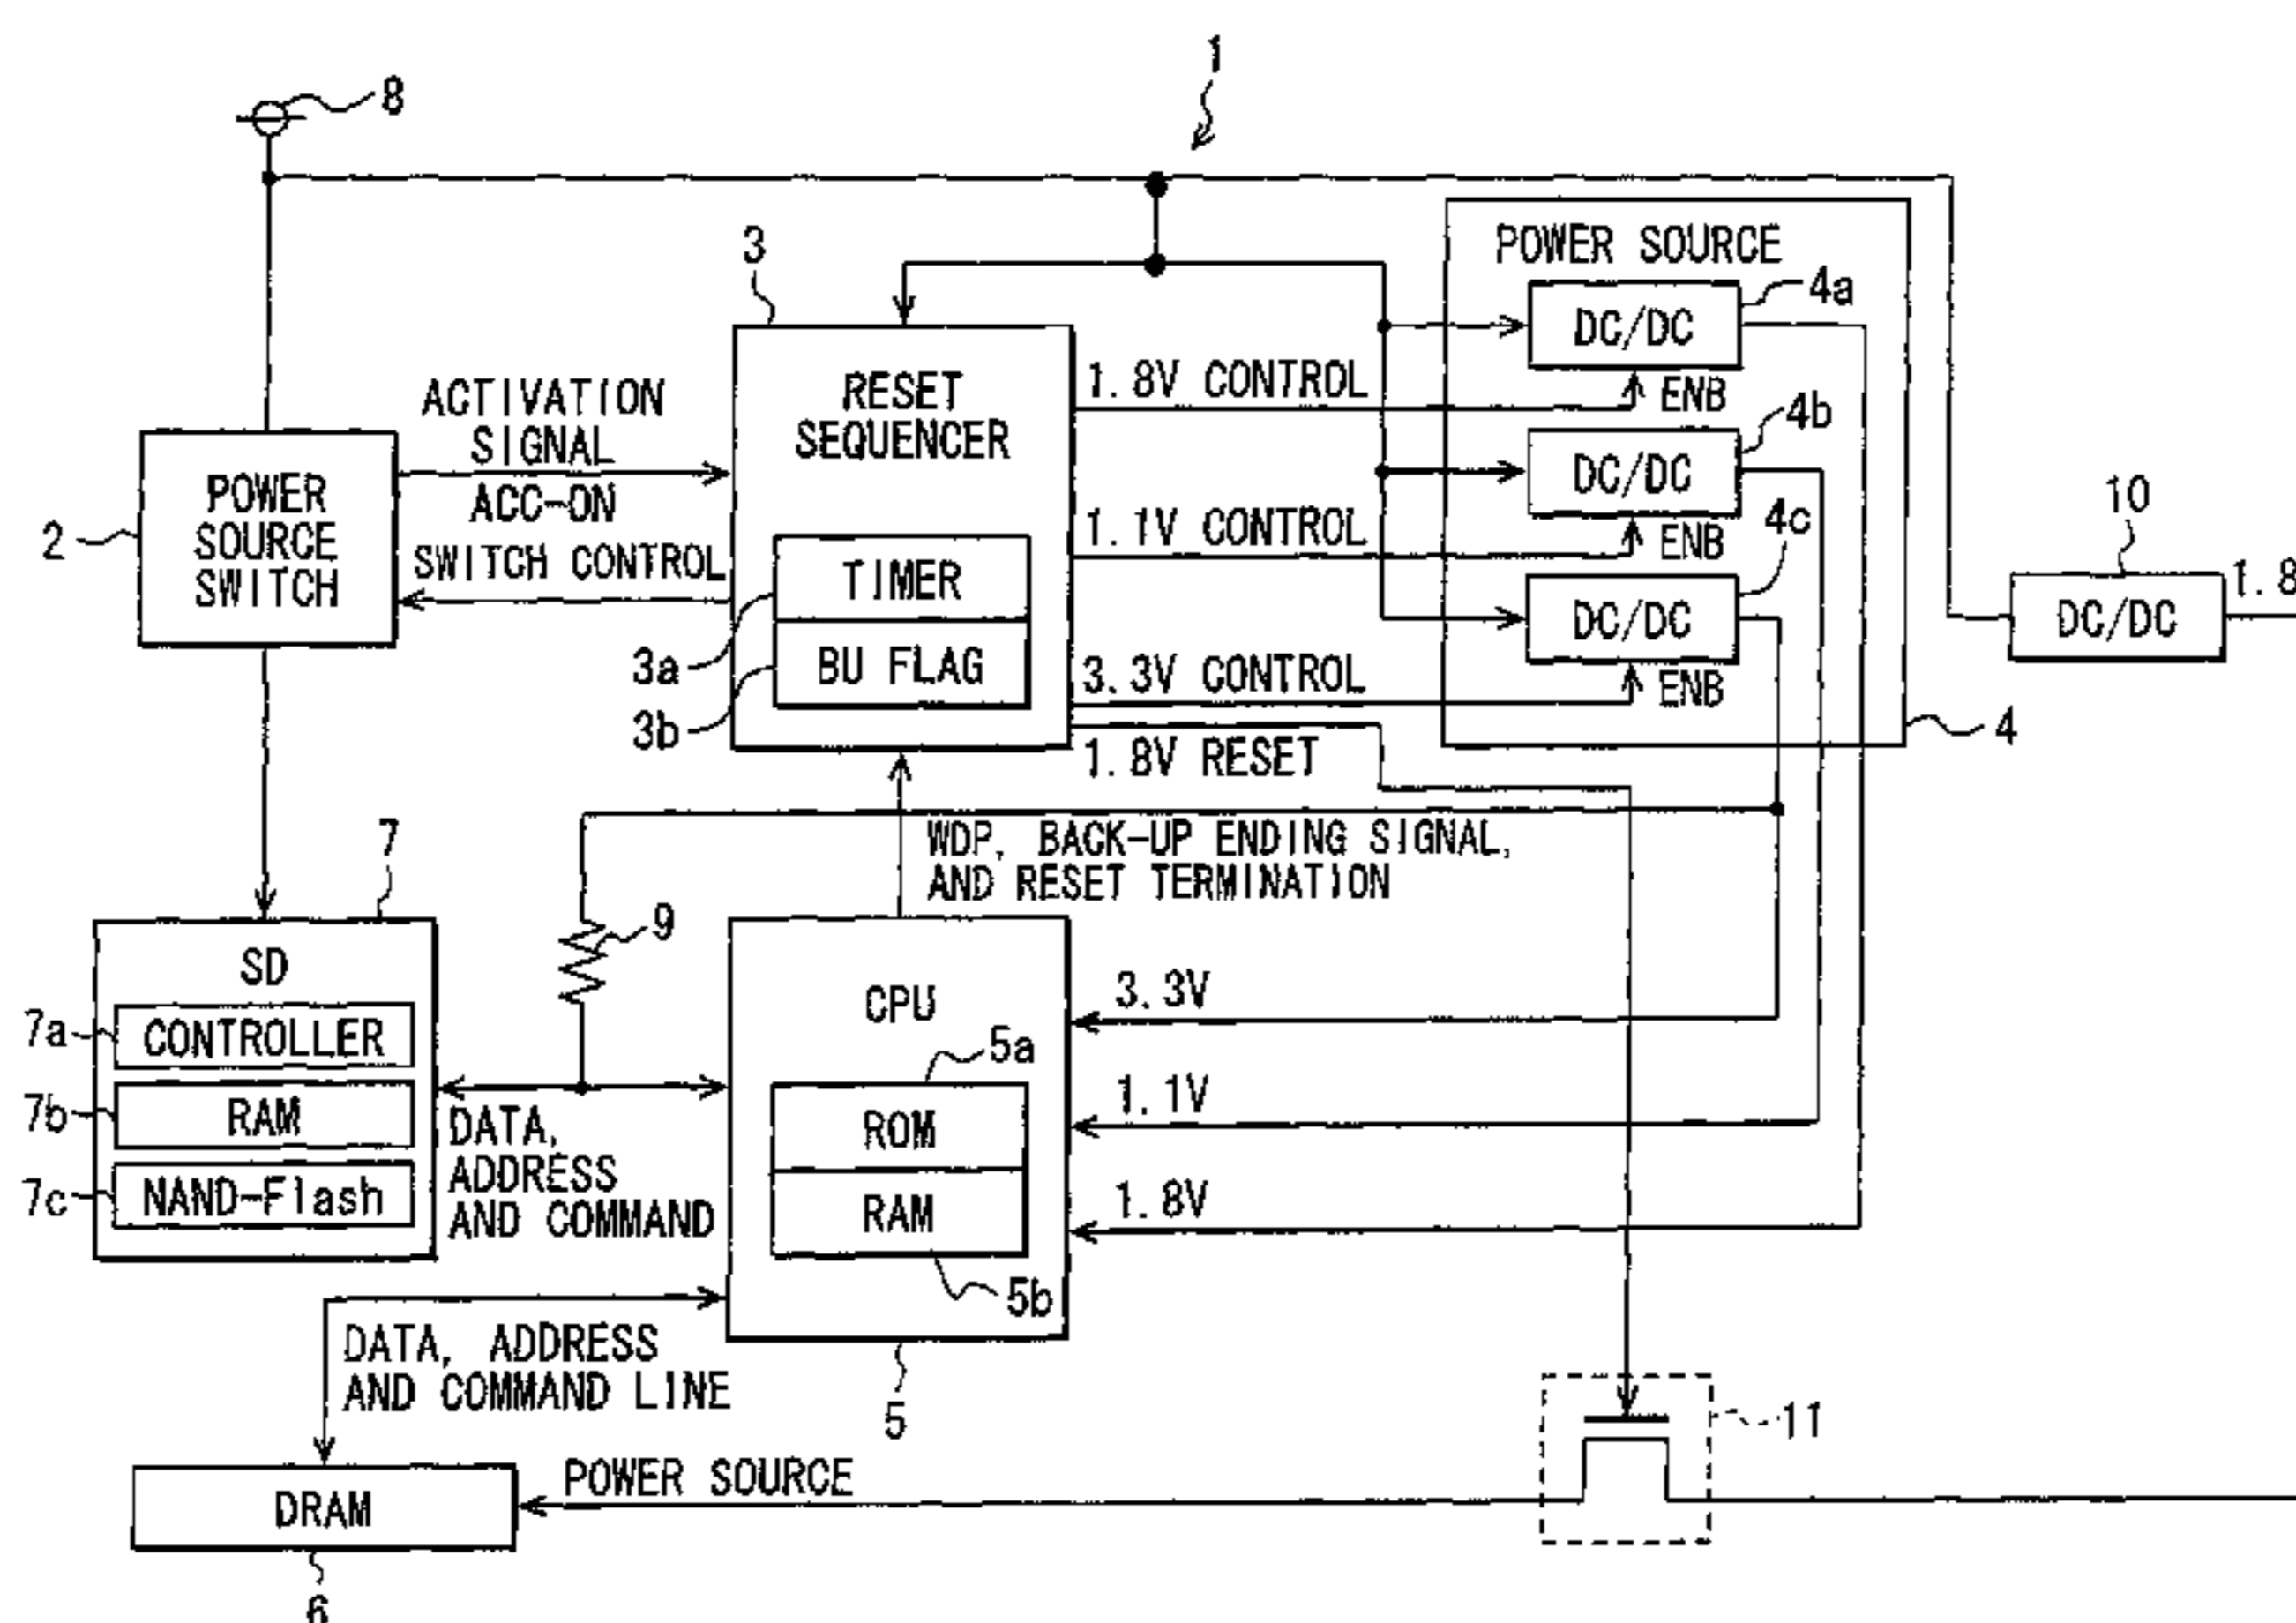 1
8
POWER SOURCE
3
4a
DC/DC
ENB
4b
DC/DC
ENB
4c
DC/DC
ENB
4
10
DC/DC
1.8
RESET
SEQUENCER
TIMER
BU FLAG
3a
3b
1.8V CONTROL
1.1V CONTROL
3.3V CONTROL
1.8V RESET
ACTIVATION
SIGNAL
ACC-ON
SWITCH CONTROL
2
POWER
SOURCE
SWITCH
WDP, BACK-UP ENDING SIGNAL,
AND RESET TERMINATION
7
SD
7a
CONTROLLER
7b
RAM
7c
NAND-Flash
9
DATA,
ADDRESS
AND COMMAND
CPU
5a
ROM
RAM
5b
5
3.3V
1.1V
1.8V
DATA, ADDRESS
AND COMMAND LINE
DRAM
6
POWER SOURCE
11